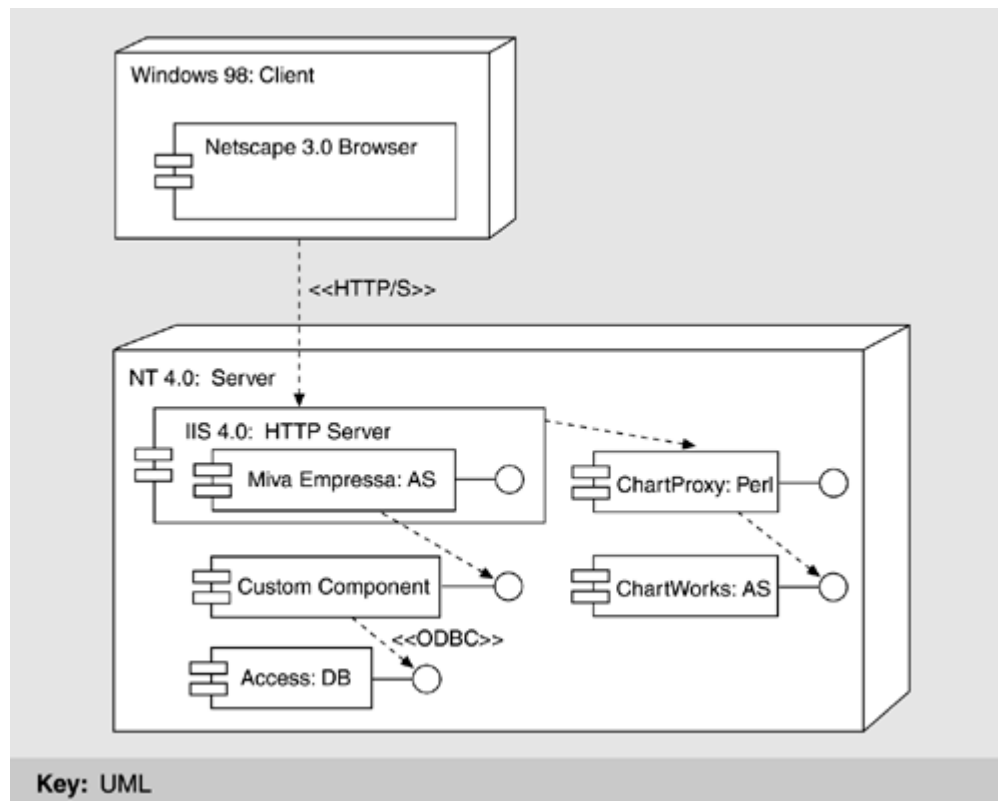 Windows 98: Client
Netscape 3.0 Browser
<<HTTP/S>>
NT 4.0: Server
IIS 4.0: HTTP Server
Miva Empressa: AS
ChartProxy: Perl
Custom Component
ChartWorks: AS
<<ODBC>>
Access: DB
Key: UML